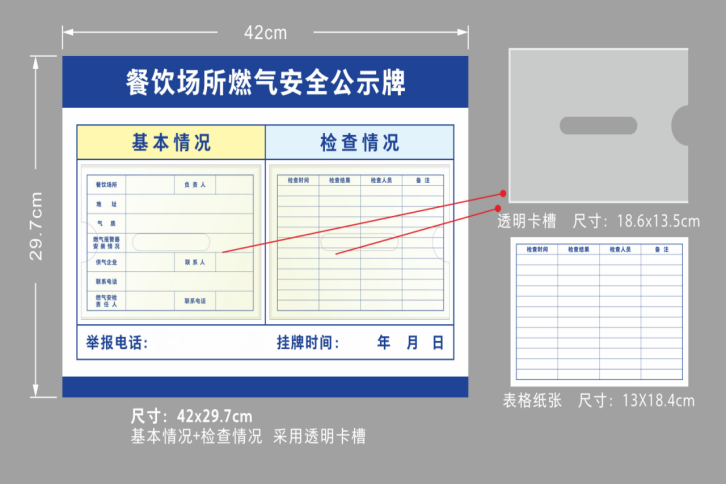 42cm
29.7cm
餐饮场所燃气安全公示牌
基本情况
检查情况
餐饮场所
负责人
地 址
气 质
燃气报警器
安装情况
供气企业
联系人
联系电话
燃气安检
责任人
联系电话
检查时间 检查结果 检查人员 备 注
举报电话：
挂牌时间： 年 月 日
尺寸：42x29.7cm
基本情况+检查情况 采用透明卡槽
透明卡槽 尺寸：18.6x13.5cm
检查时间 检查结果 检查人员 备 注
表格纸张 尺寸：13X18.4cm